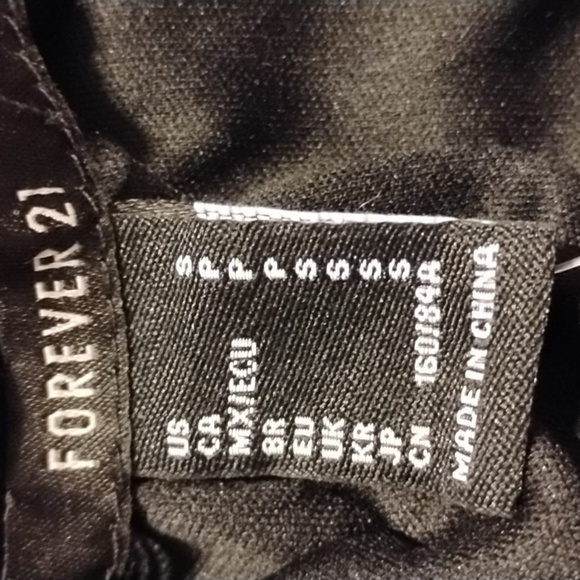 FOREVER 21
US S
CA P
MX/ECU P
BR P
EU S
UK S
KR S
JP S
CN 160/84A
MADE IN CHINA